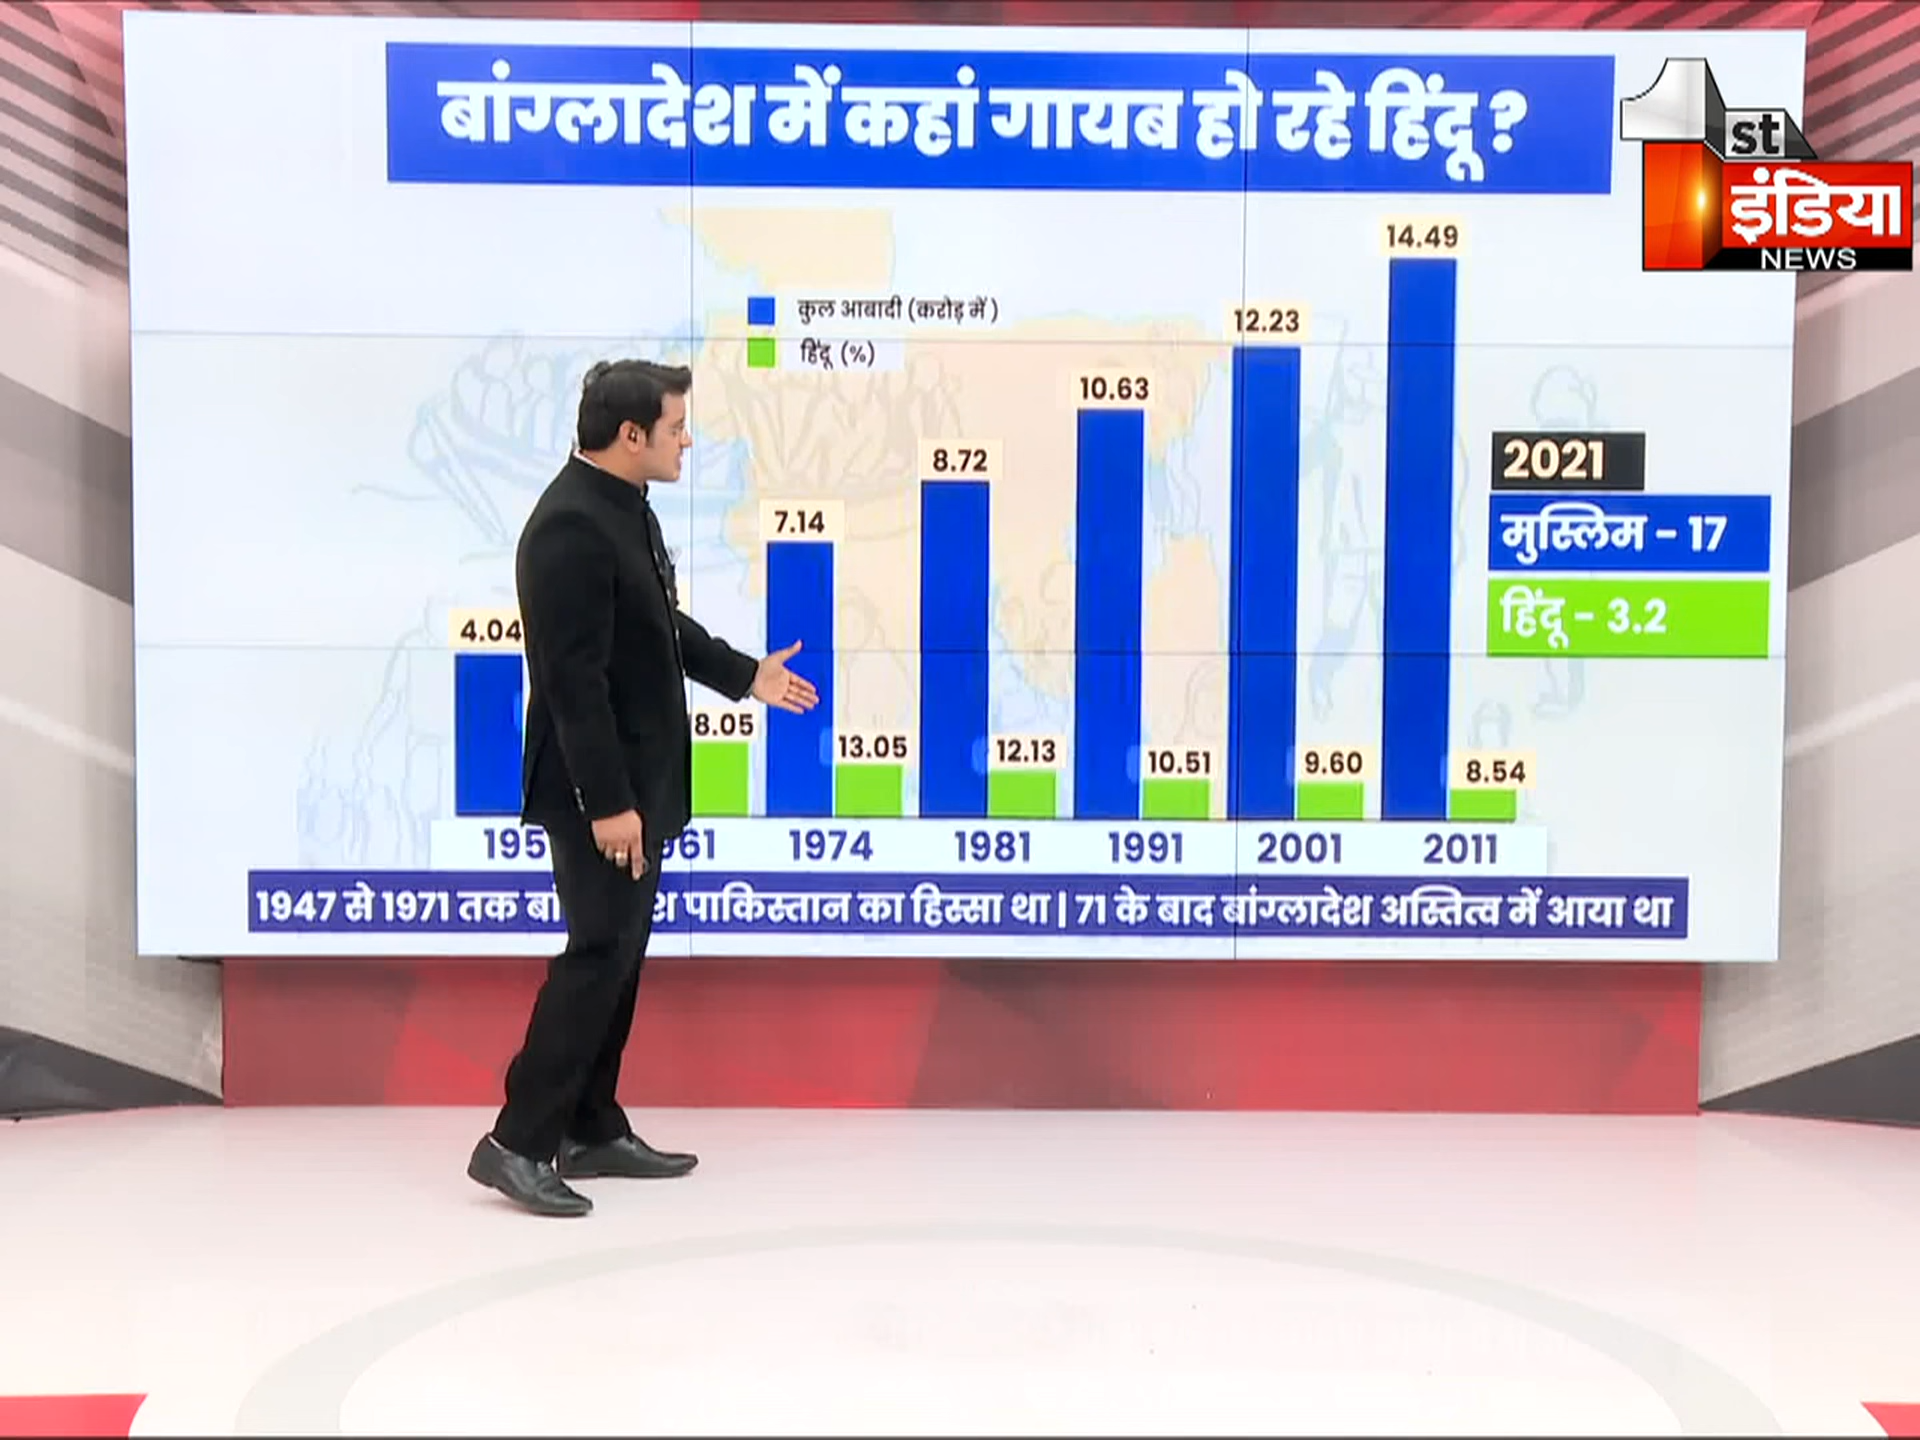 बांग्लादेश में कहां गायब हो रहे हिंदू ?
1st
इंडिया
NEWS
कुल आबादी (करोड़ में)
हिंदू (%)
4.04
8.05
7.14
13.05
8.72
12.13
10.63
10.51
12.23
9.60
14.49
8.54
2021
मुस्लिम - 17
हिंदू - 3.2
195 961 1974 1981 1991 2001 2011
1947 से 1971 तक बां श पाकिस्तान का हिस्सा था | 71 के बाद बांग्लादेश अस्तित्व में आया था